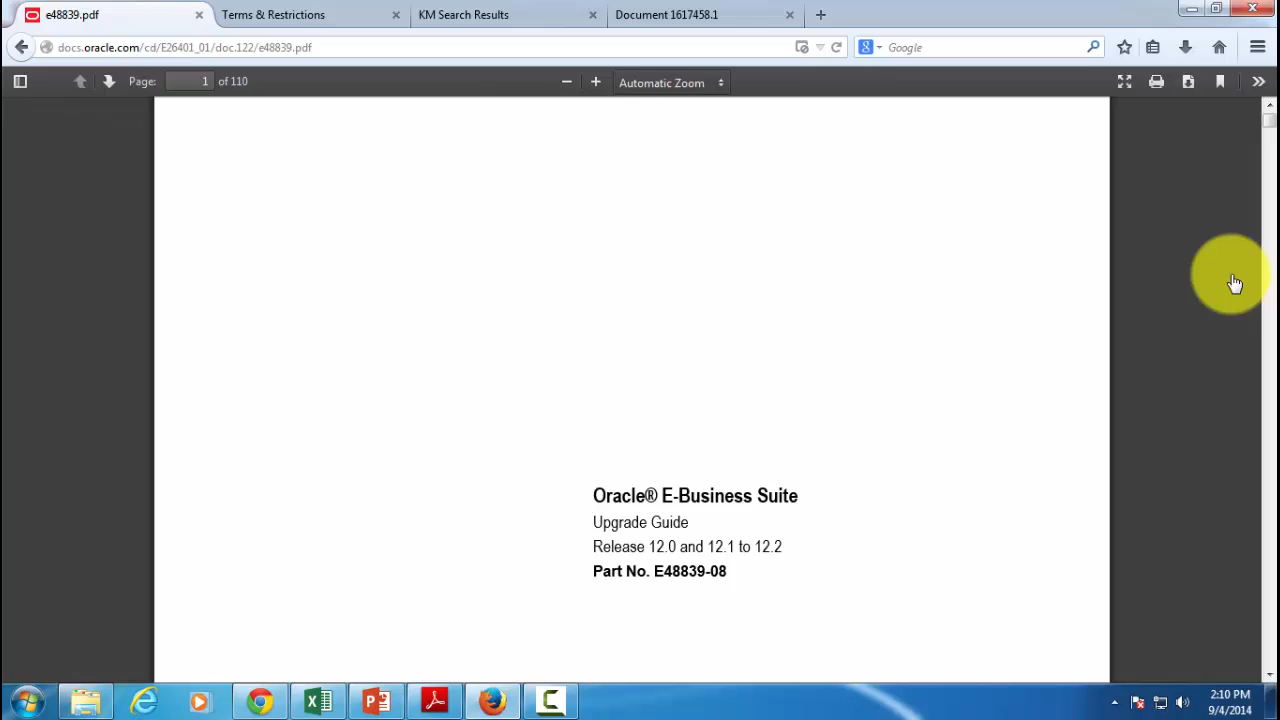 e48839.pdf
Terms & Restrictions
KM Search Results
Document 1617458.1
docs.oracle.com/cd/E26401_01/doc.122/e48839.pdf
Google
Page: 1 of 110
Automatic Zoom
Oracle® E-Business Suite
Upgrade Guide
Release 12.0 and 12.1 to 12.2
Part No. E48839-08
2:10 PM
9/4/2014